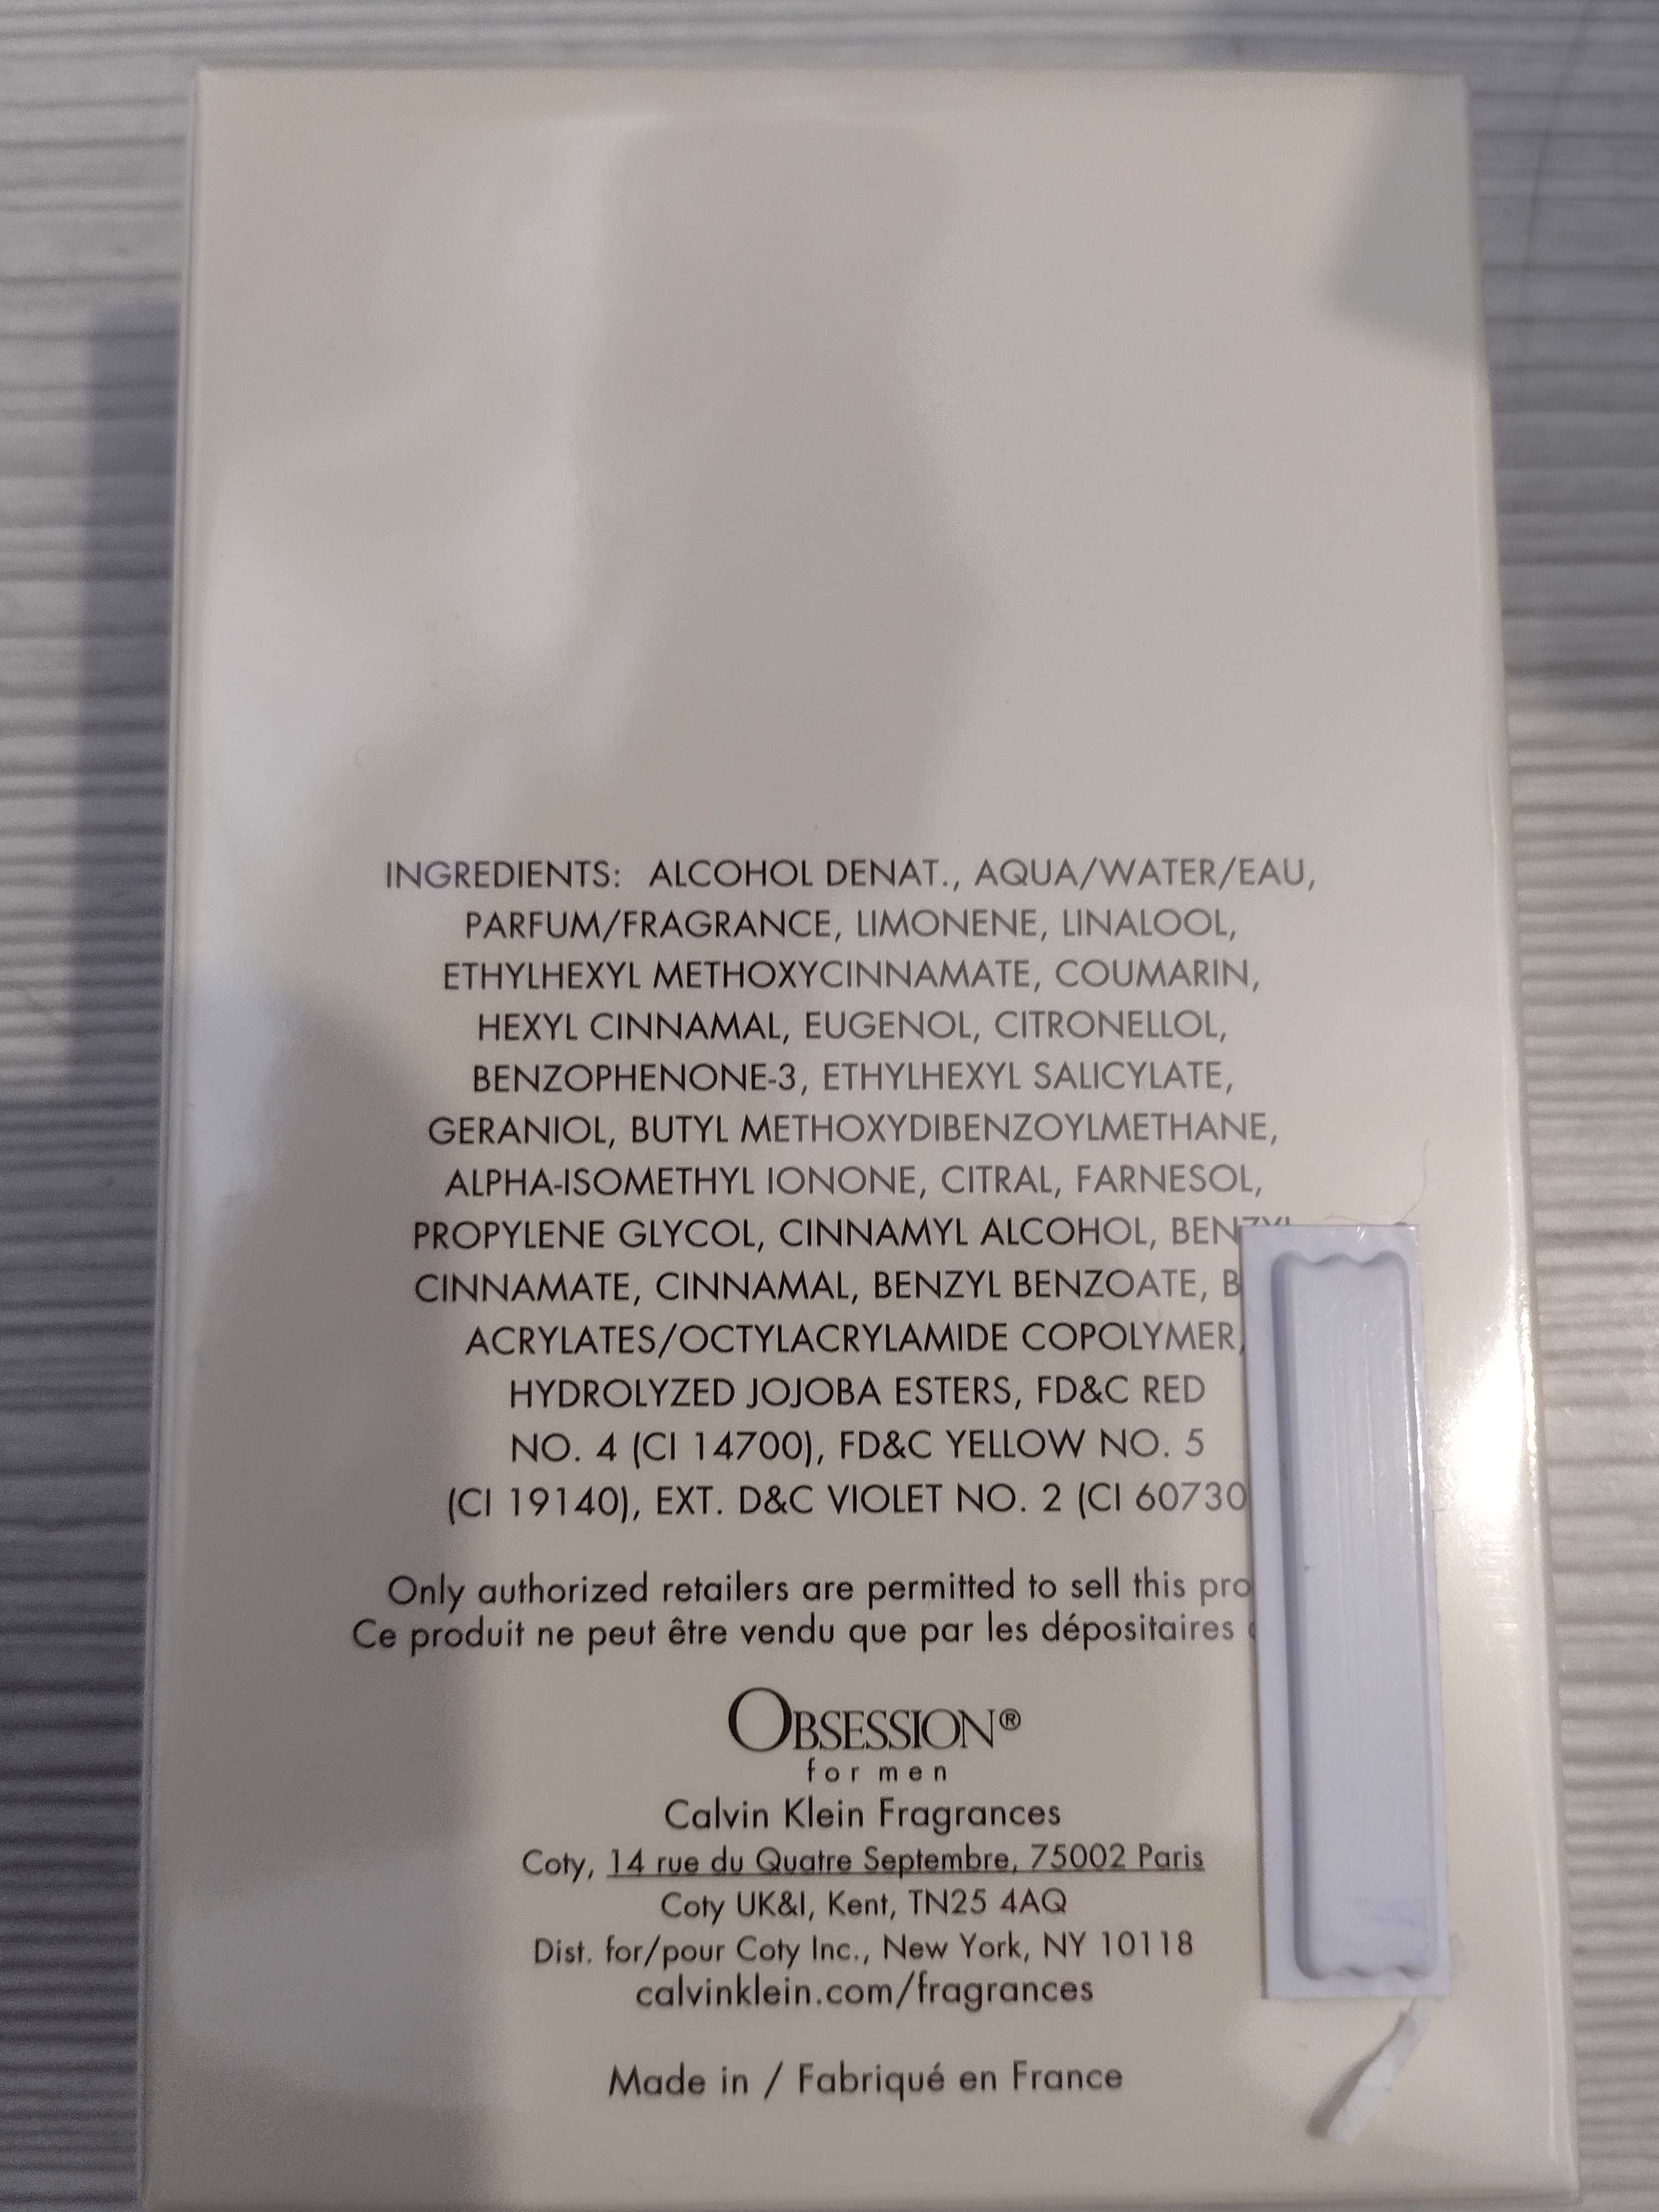 INGREDIENTS: ALCOHOL DENAT., AQUA/WATER/EAU,
PARFUM/FRAGRANCE, LIMONENE, LINALOOL,
ETHYLHEXYL METHOXYCINNAMATE, COUMARIN,
HEXYL CINNAMAL, EUGENOL, CITRONELLOL,
BENZOPHENONE-3, ETHYLHEXYL SALICYLATE,
GERANIOL, BUTYL METHOXYDIBENZOYLMETHANE,
ALPHA-ISOMETHYL IONONE, CITRAL, FARNESOL,
PROPYLENE GLYCOL, CINNAMYL ALCOHOL, BENZYL
CINNAMATE, CINNAMAL, BENZYL BENZOATE,
ACRYLATES/OCTYLACRYLAMIDE COPOLYMER,
HYDROLYZED JOJOBA ESTERS, FD&C RED
NO. 4 (CI 14700), FD&C YELLOW NO. 5
(CI 19140), EXT. D&C VIOLET NO. 2 (CI 60730
Only authorized retailers are permitted to sell this
Ce produit ne peut être vendu que par les dépositaires
OBSESSION®
for men
Calvin Klein Fragrances
Coty, 14 rue du Quatre Septembre, 75002 Paris
Coty UK&I, Kent, TN25 4AQ
Dist. for/pour Coty Inc., New York, NY 10118
calvinklein.com/fragrances
Made in / Fabriqué en France